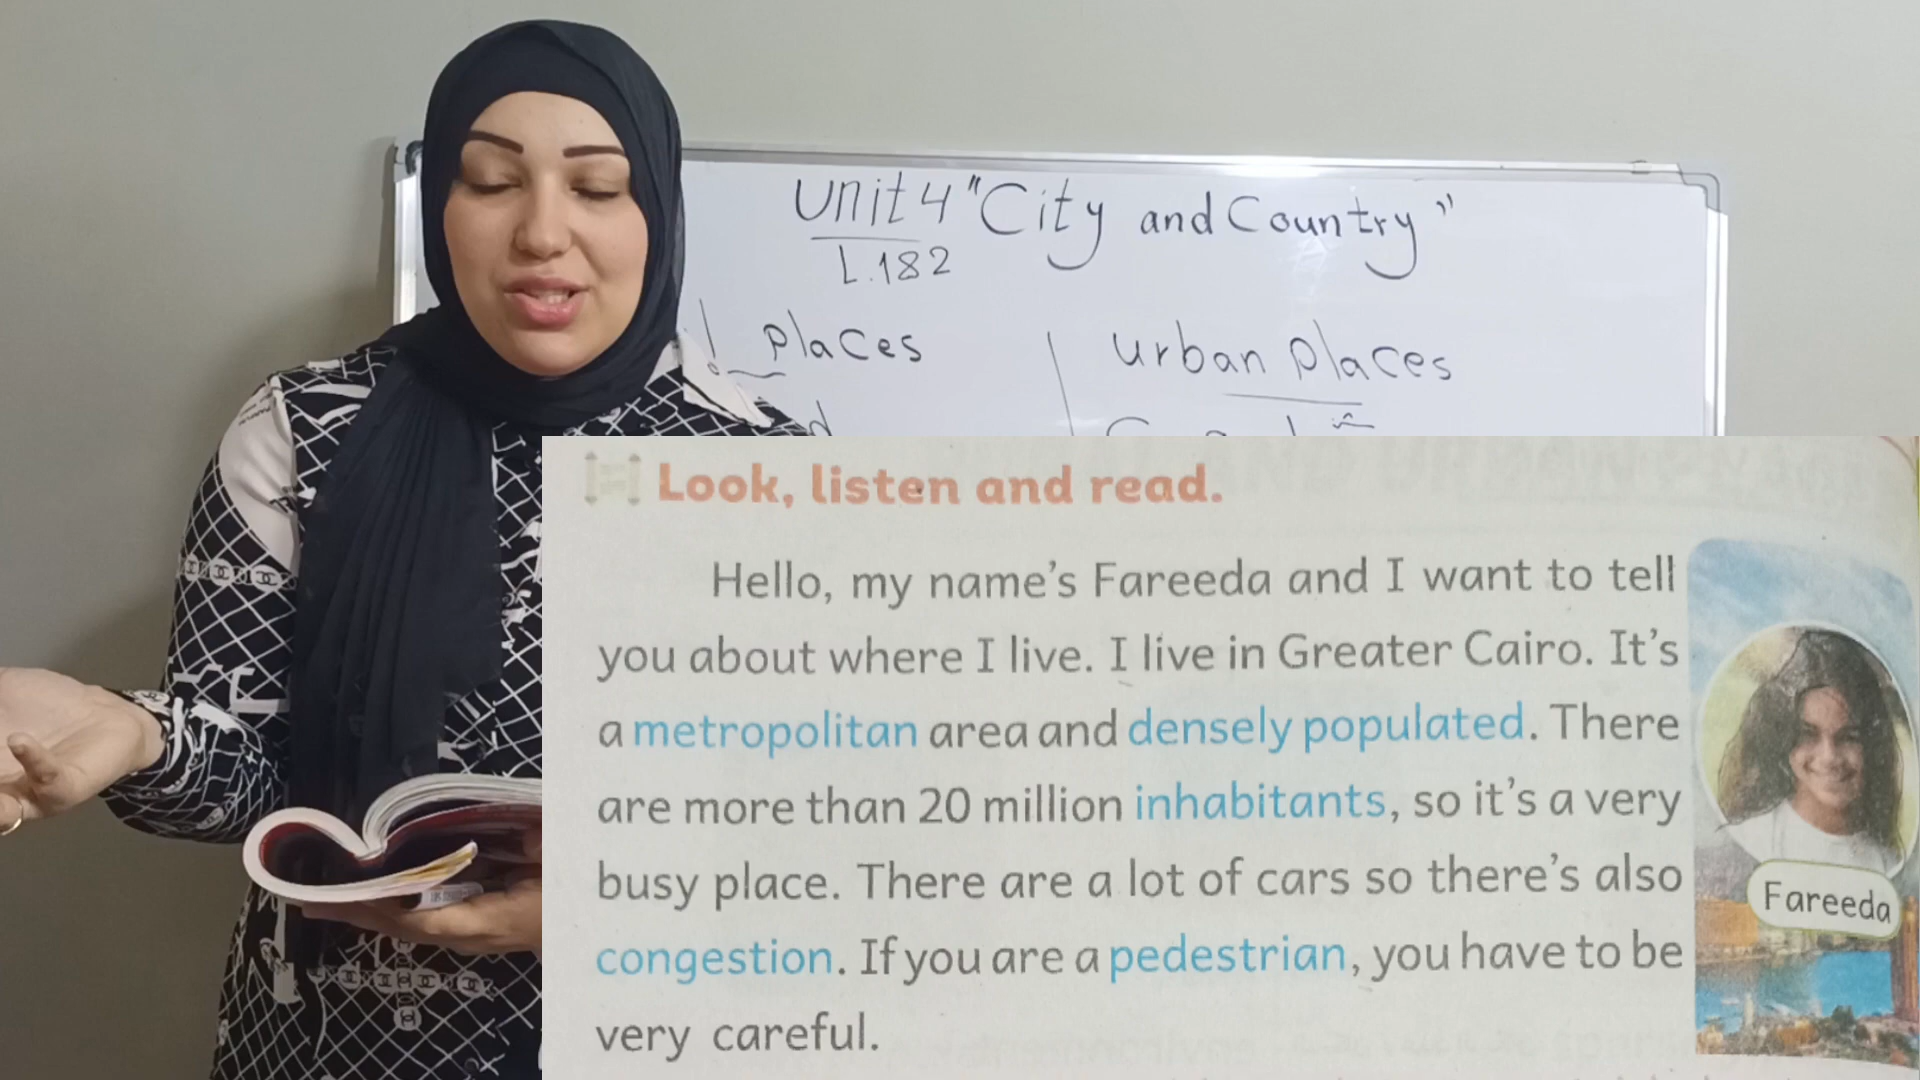 Unit 4 "City and Country"
L.1&2
places
urban places
Look, listen and read.
Hello, my name's Fareeda and I want to tell
you about where I live. I live in Greater Cairo. It's
a metropolitan area and densely populated. There
are more than 20 million inhabitants, so it's a very
busy place. There are a lot of cars so there's also
congestion. If you are a pedestrian, you have to be
very careful.
Fareeda